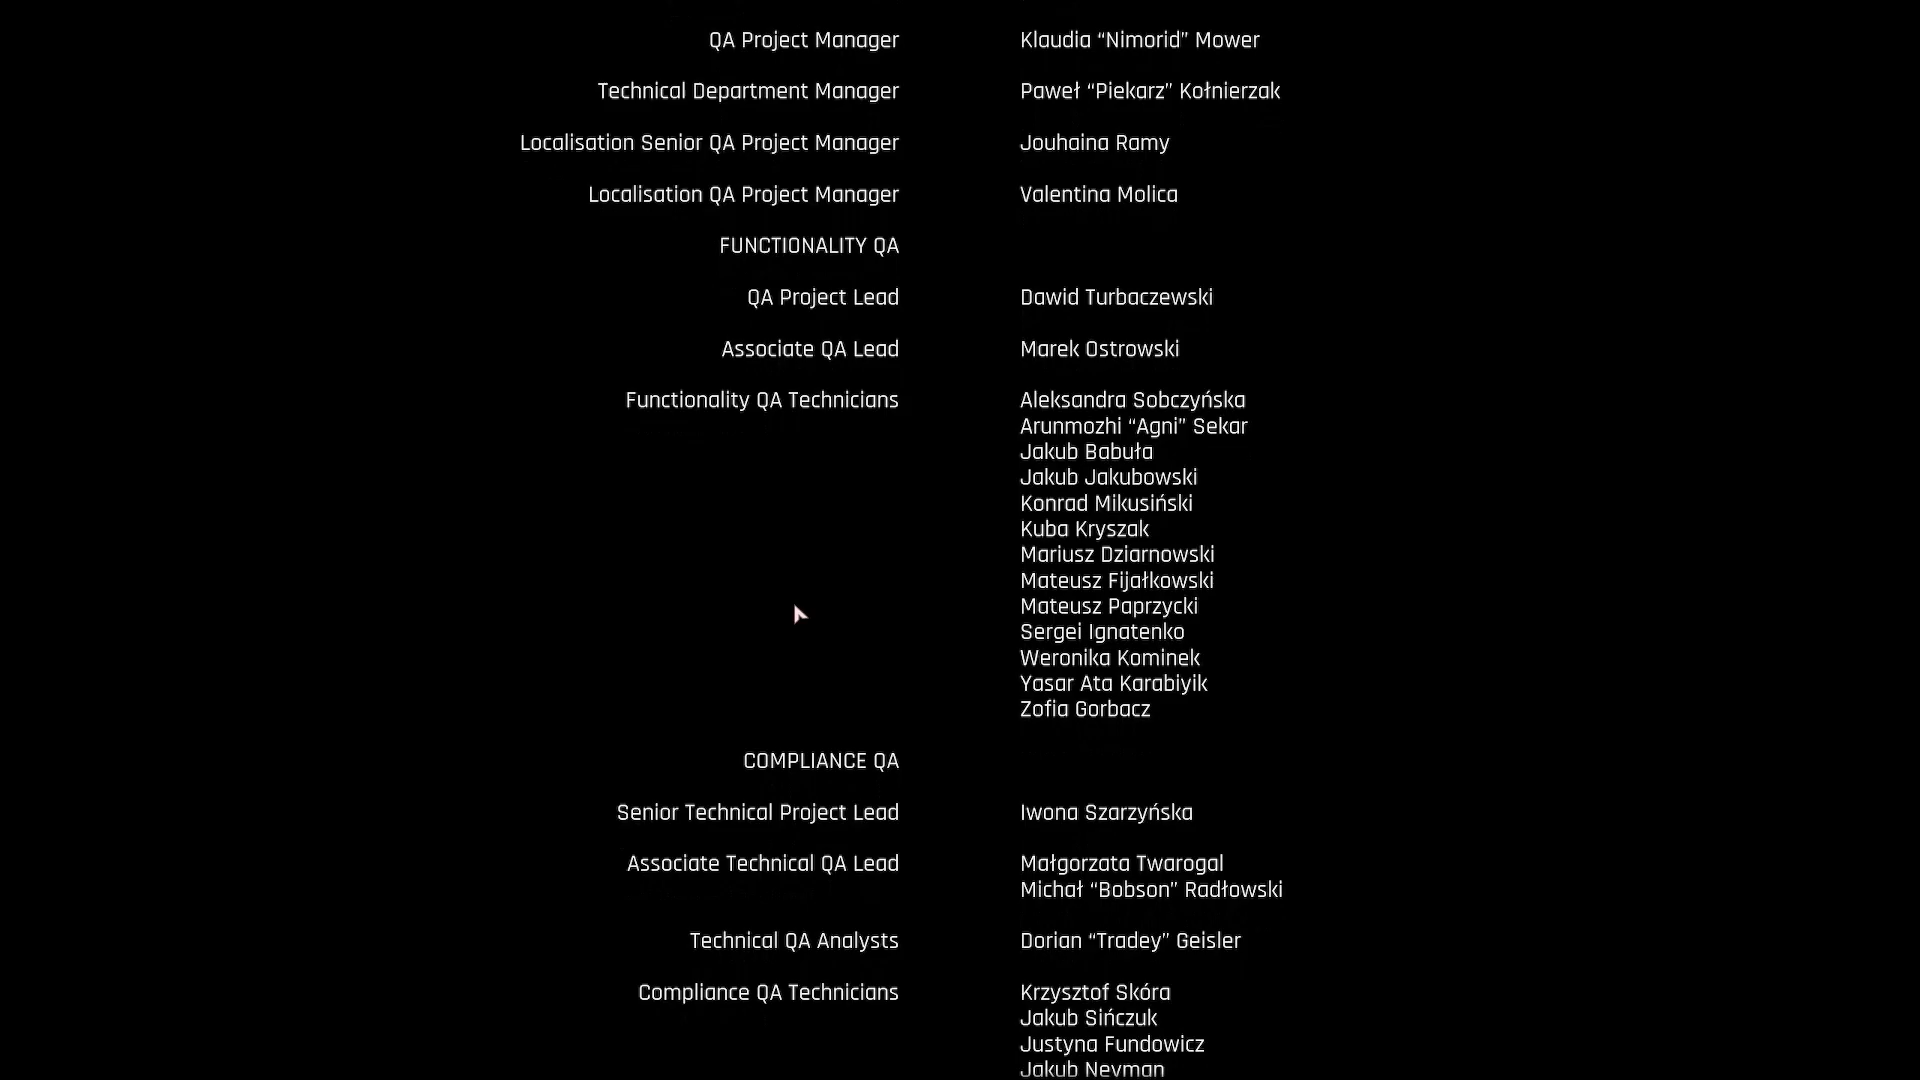 QA Project Manager Klaudia “Nimorid” Mower
Technical Department Manager Paweł “Piekarz” Kołnierzak
Localisation Senior QA Project Manager Jouhaina Ramy
Localisation QA Project Manager Valentina Molica
FUNCTIONALITY QA
QA Project Lead Dawid Turbaczewski
Associate QA Lead Marek Ostrowski
Functionality QA Technicians Aleksandra Sobczyńska
Arunmozhi “Agni” Sekar
Jakub Babuła
Jakub Jakubowski
Konrad Mikusiński
Kuba Kryszak
Mariusz Dziarnowski
Mateusz Fijałkowski
Mateusz Paprzycki
Sergei Ignatenko
Weronika Kominek
Yasar Ata Karabiyik
Zofia Gorbacz
COMPLIANCE QA
Senior Technical Project Lead Iwona Szarzyńska
Associate Technical QA Lead Małgorzata Twarogal
Michał “Bobson” Radłowski
Technical QA Analysts Dorian “Tradey” Geisler
Compliance QA Technicians Krzysztof Skóra
Jakub Sińczuk
Justyna Fundowicz
Jakub Neyman